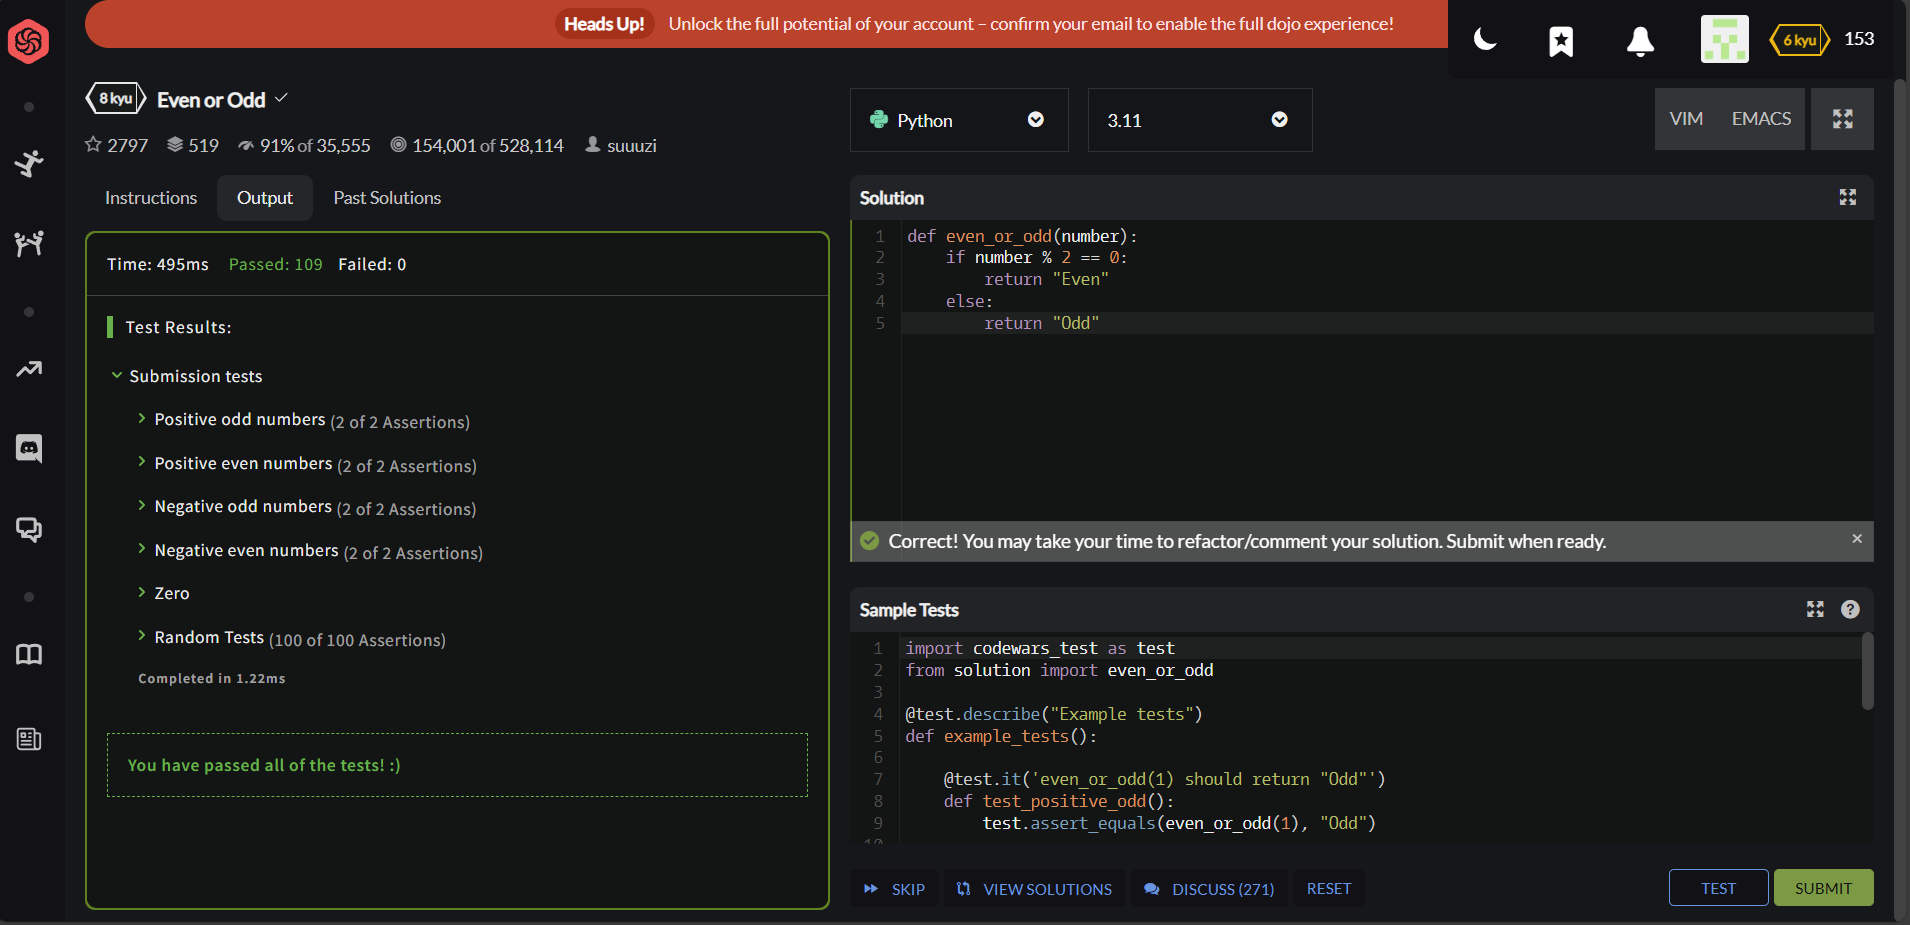 Heads Up! Unlock the full potential of your account – confirm your email to enable the full dojo experience!
6 kyu 153
8 kyu Even or Odd
2797 519 91% of 35,555 154,001 of 528,114 suuuzi
Instructions Output Past Solutions
Time: 495ms Passed: 109 Failed: 0
Test Results:
Submission tests
Positive odd numbers (2 of 2 Assertions)
Positive even numbers (2 of 2 Assertions)
Negative odd numbers (2 of 2 Assertions)
Negative even numbers (2 of 2 Assertions)
Zero
Random Tests (100 of 100 Assertions)
Completed in 1.22ms
You have passed all of the tests! :)
Python 3.11 VIM EMACS
Solution
1 def even_or_odd(number):
2     if number % 2 == 0:
3         return "Even"
4     else:
5         return "Odd"
Correct! You may take your time to refactor/comment your solution. Submit when ready.
Sample Tests
1 import codewars_test as test
2 from solution import even_or_odd
3
4 @test.describe("Example tests")
5 def example_tests():
6
7     @test.it('even_or_odd(1) should return "Odd"')
8     def test_positive_odd():
9         test.assert_equals(even_or_odd(1), "Odd")
10
SKIP VIEW SOLUTIONS DISCUSS (271) RESET TEST SUBMIT